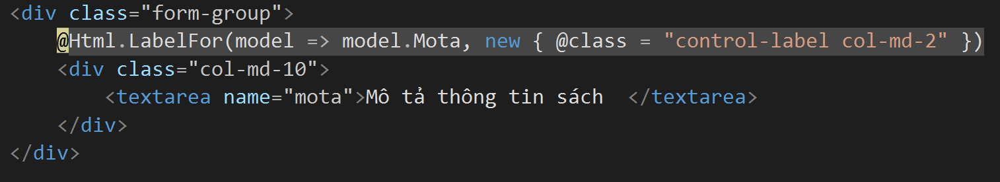 <div class="form-group">
@Html.LabelFor(model => model.Mota, new { @class = "control-label col-md-2" })
<div class="col-md-10">
<textarea name="mota">Mô tả thông tin sách  </textarea>
</div>
</div>